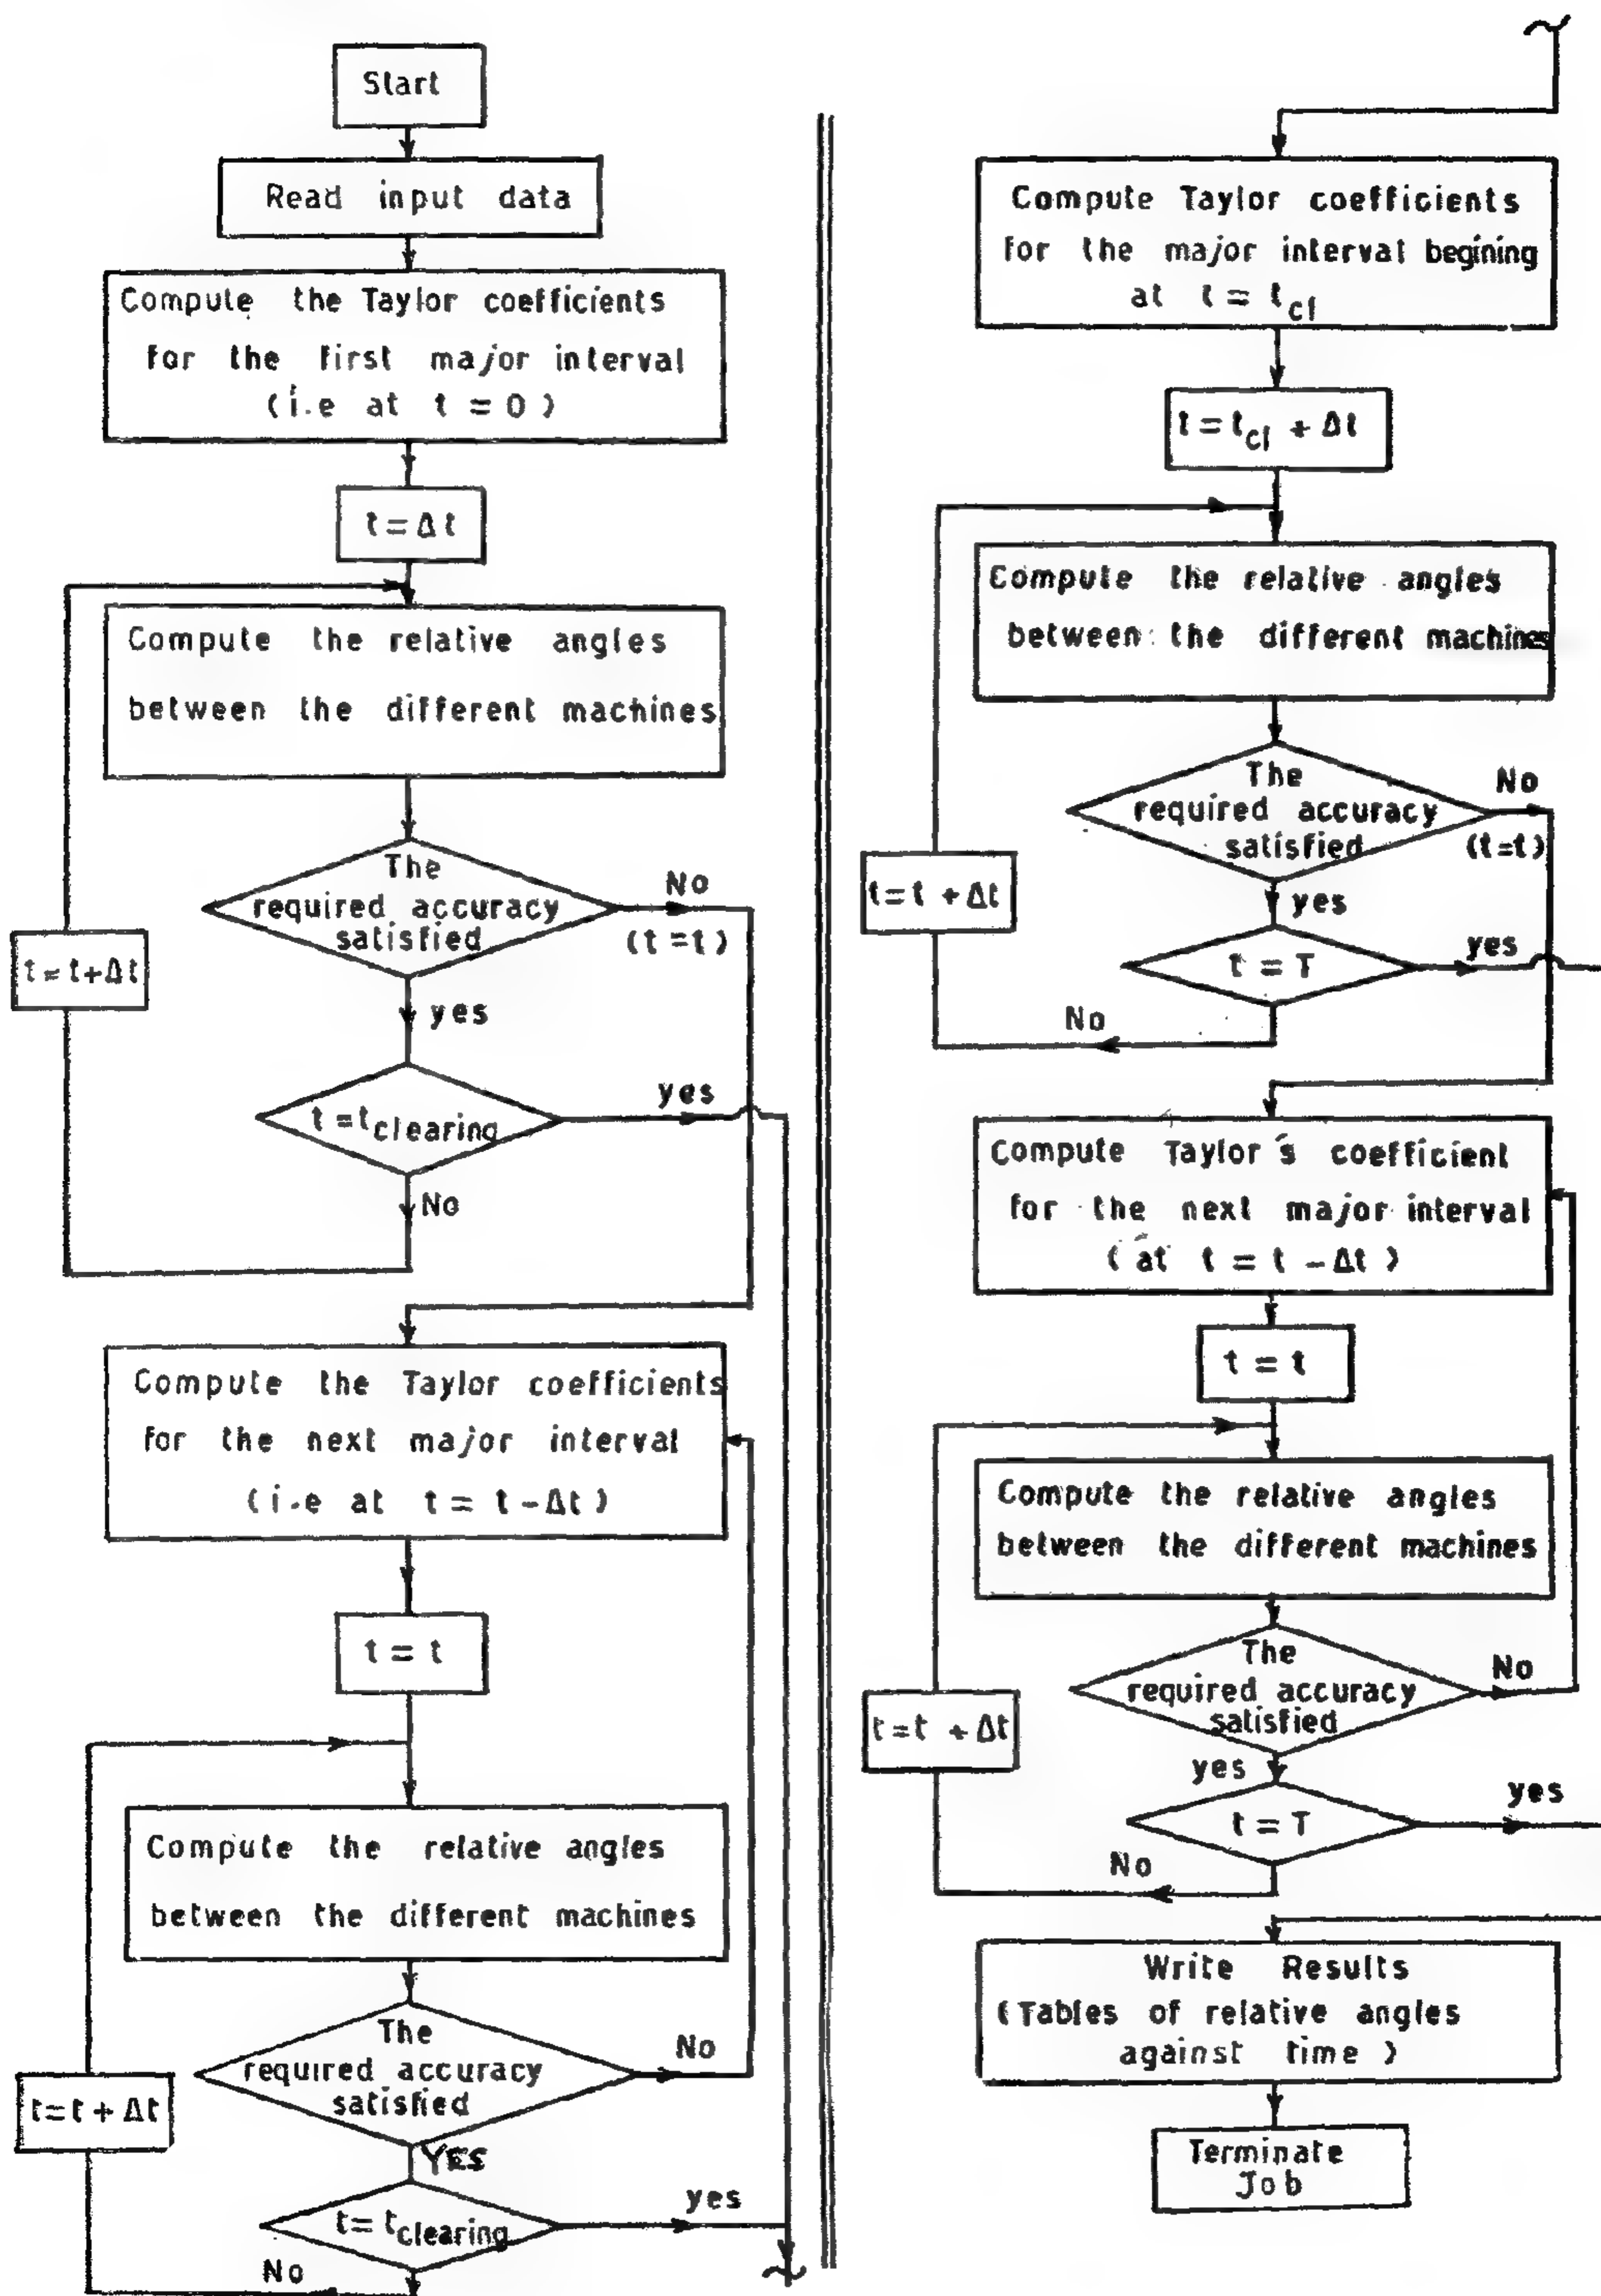 Start
Read input data
Compute the Taylor coefficients
for the first major interval
(i.e at t = 0)
t = Δt
Compute the relative angles
between the different machines
The
required accuracy
satisfied
No
(t = t)
t = t + Δt
yes
t = t clearing
yes
No
Compute the Taylor coefficients
for the next major interval
(i.e at t = t - Δt)
t = t
Compute the relative angles
between the different machines
The
required accuracy
satisfied
No
t = t + Δt
YES
t = t clearing
yes
No
Compute Taylor coefficients
for the major interval begining
at t = tcl
t = tcl + Δt
Compute the relative angles
between the different machines
The
required accuracy
satisfied
No
(t = t)
t = t + Δt
yes
t = T
yes
No
Compute Taylor's coefficient
for the next major interval
(at t = t - Δt)
t = t
Compute the relative angles
between the different machines
The
required accuracy
satisfied
No
t = t + Δt
yes
t = T
yes
No
Write Results
(Tables of relative angles
against time)
Terminate
Job